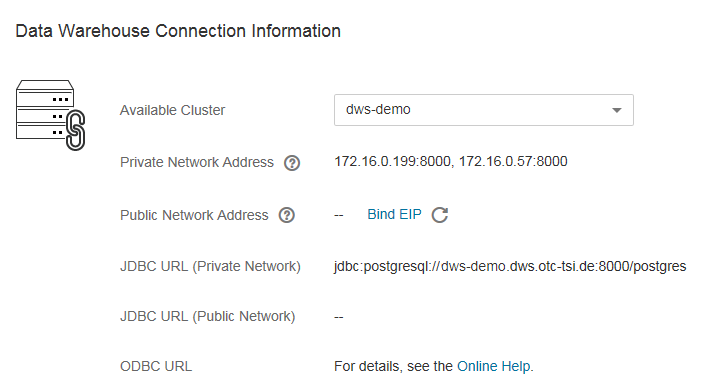 Data Warehouse Connection Information
Available Cluster dws-demo
Private Network Address ? 172.16.0.199:8000, 172.16.0.57:8000
Public Network Address ? -- Bind EIP
JDBC URL (Private Network) jdbc:postgresql://dws-demo.dws.otc-tsi.de:8000/postgres
JDBC URL (Public Network) --
ODBC URL For details, see the Online Help.